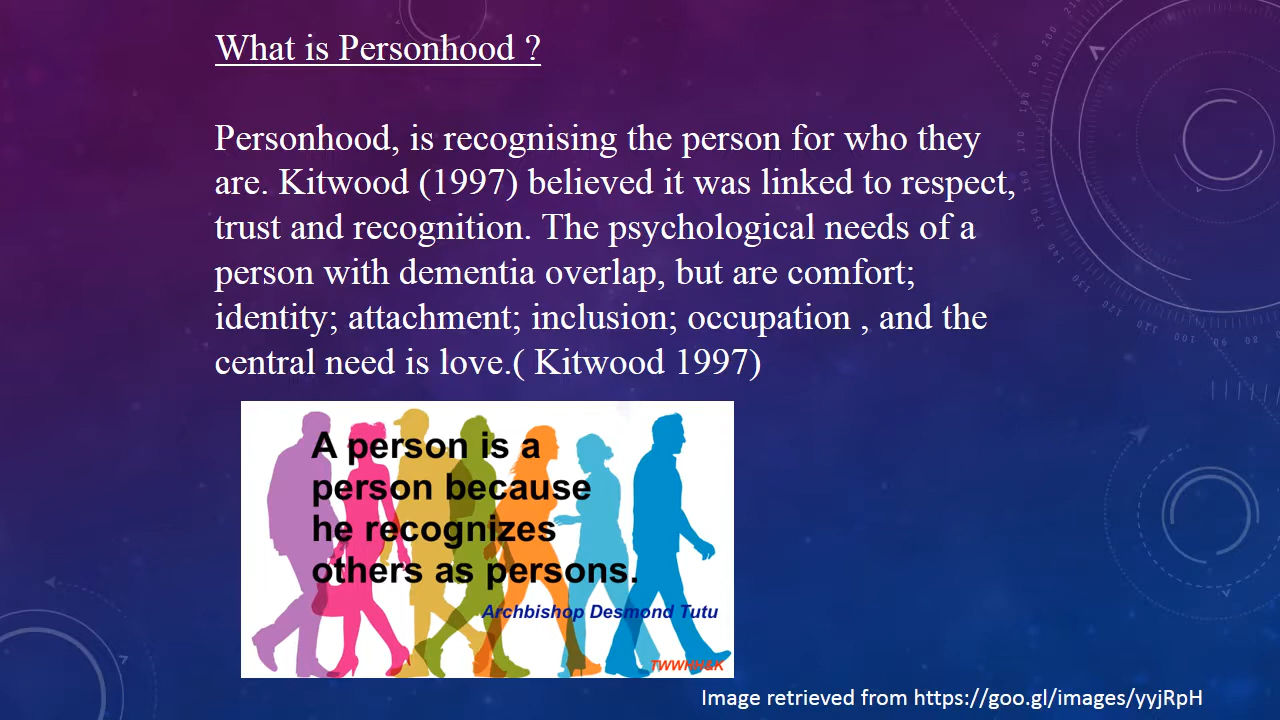 What is Personhood ?
Personhood, is recognising the person for who they
are. Kitwood (1997) believed it was linked to respect,
trust and recognition. The psychological needs of a
person with dementia overlap, but are comfort;
identity; attachment; inclusion; occupation , and the
central need is love.( Kitwood 1997)
A person is a
person because
he recognizes
others as persons.
Archbishop Desmond Tutu
TWWNH&K
Image retrieved from https://goo.gl/images/yyjRpH